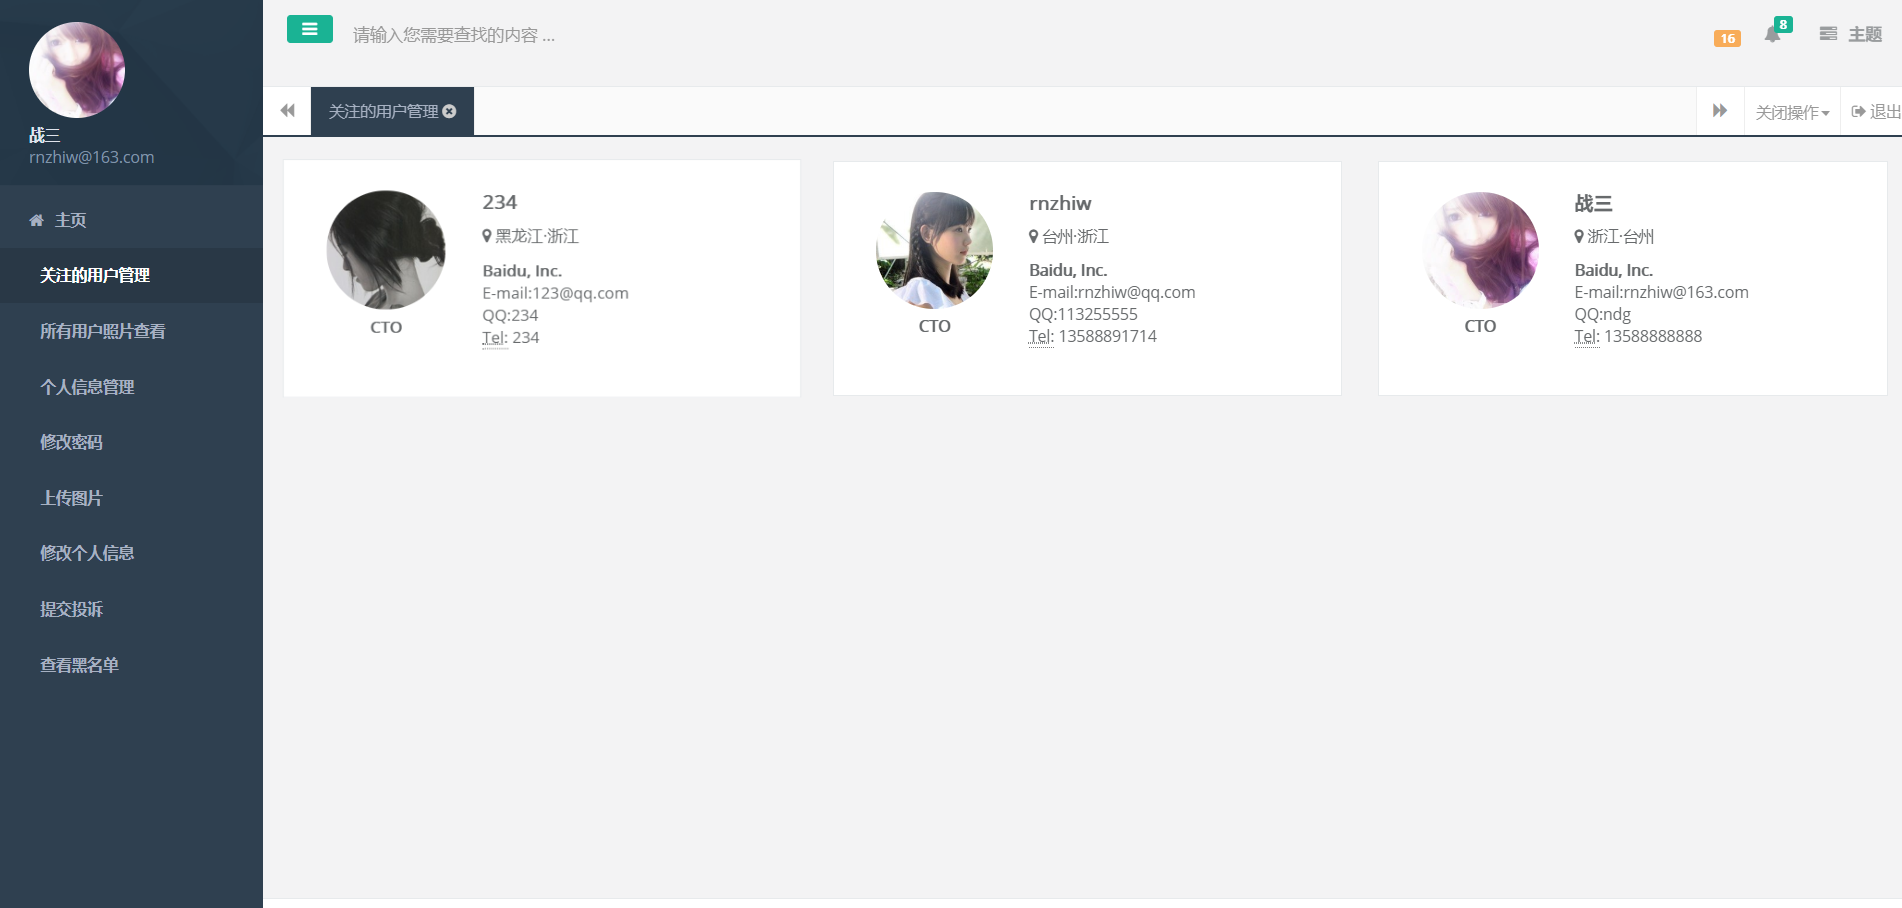 战三
rnzhiw@163.com
主页
关注的用户管理
所有用户照片查看
个人信息管理
修改密码
上传图片
修改个人信息
提交投诉
查看黑名单
请输入您需要查找的内容 ...
16
8
主题
关注的用户管理
关闭操作
退出
234
黑龙江·浙江
Baidu, Inc.
E-mail:123@qq.com
QQ:234
Tel: 234
CTO
rnzhiw
台州·浙江
Baidu, Inc.
E-mail:rnzhiw@qq.com
QQ:113255555
Tel: 13588891714
CTO
战三
浙江·台州
Baidu, Inc.
E-mail:rnzhiw@163.com
QQ:ndg
Tel: 13588888888
CTO